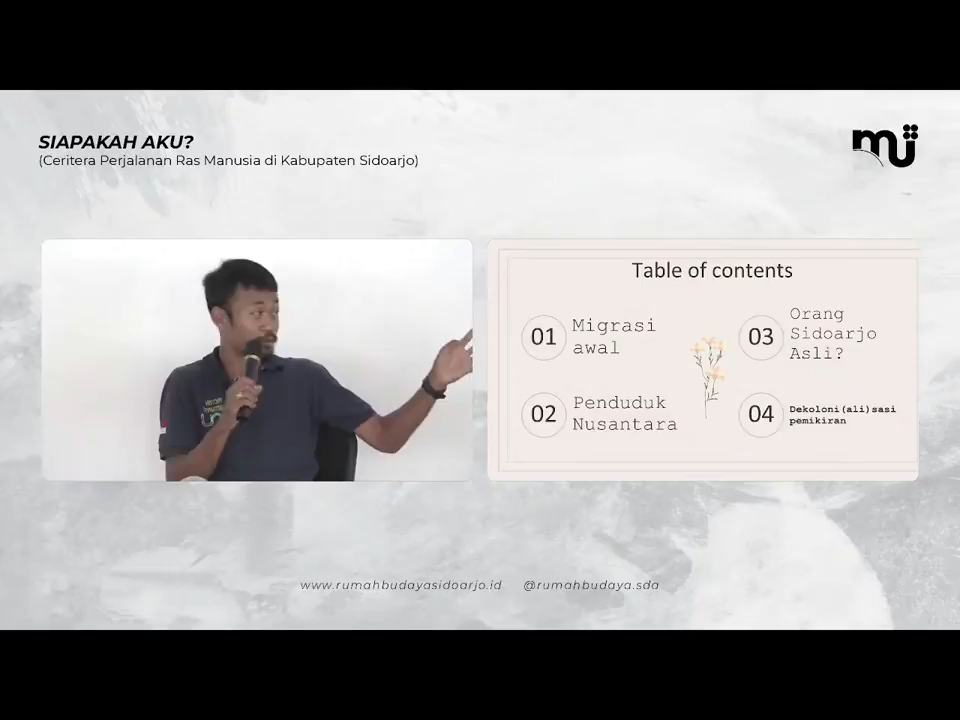 SIAPAKAH AKU?
(Ceritera Perjalanan Ras Manusia di Kabupaten Sidoarjo)
mu
Table of contents
01
Migrasi
awal
02
Penduduk
Nusantara
03
Orang
Sidoarjo
Asli?
04
Dekoloni(ali)sasi
pemikiran
www.rumahbudayasidoarjo.id
@rumahbudaya.sda